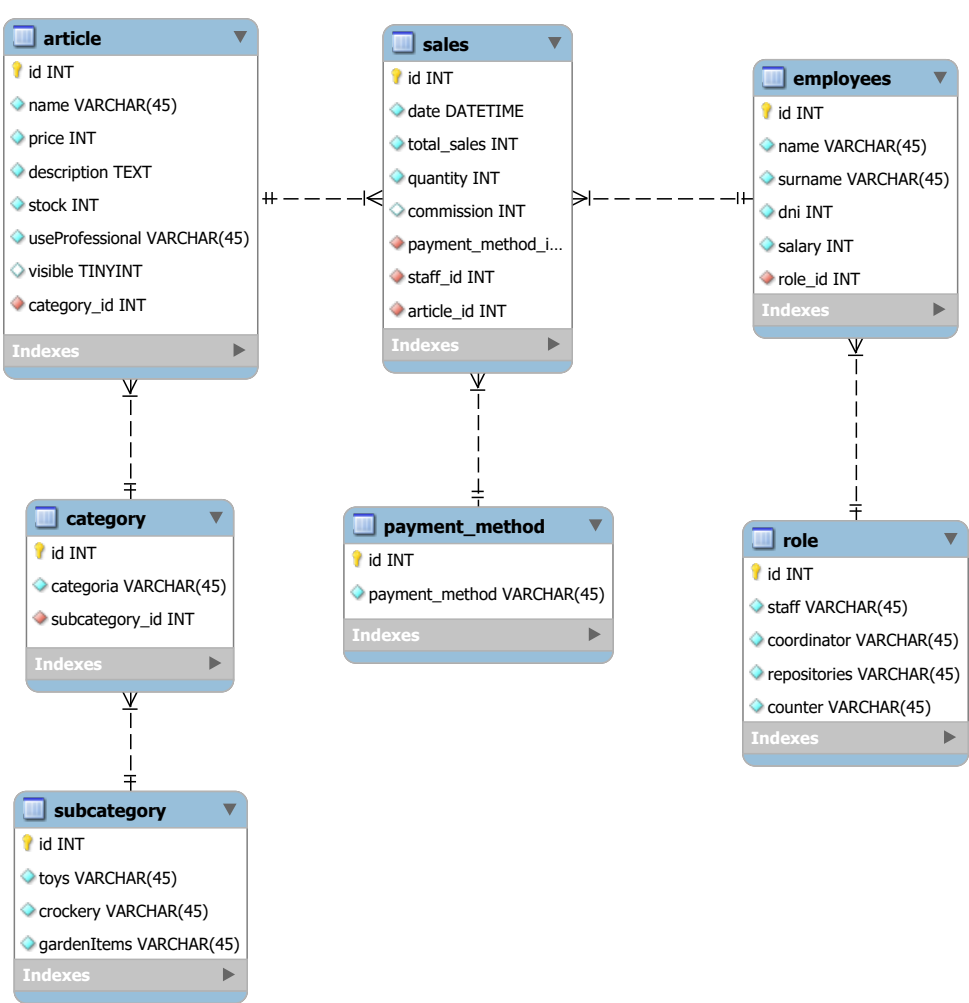 article
id INT
name VARCHAR(45)
price INT
description TEXT
stock INT
useProfessional VARCHAR(45)
visible TINYINT
category_id INT
Indexes
sales
id INT
date DATETIME
total_sales INT
quantity INT
commission INT
payment_method_i...
staff_id INT
article_id INT
Indexes
employees
id INT
name VARCHAR(45)
surname VARCHAR(45)
dni INT
salary INT
role_id INT
Indexes
category
id INT
categoria VARCHAR(45)
subcategory_id INT
Indexes
payment_method
id INT
payment_method VARCHAR(45)
Indexes
role
id INT
staff VARCHAR(45)
coordinator VARCHAR(45)
repositories VARCHAR(45)
counter VARCHAR(45)
Indexes
subcategory
id INT
toys VARCHAR(45)
crockery VARCHAR(45)
gardenItems VARCHAR(45)
Indexes